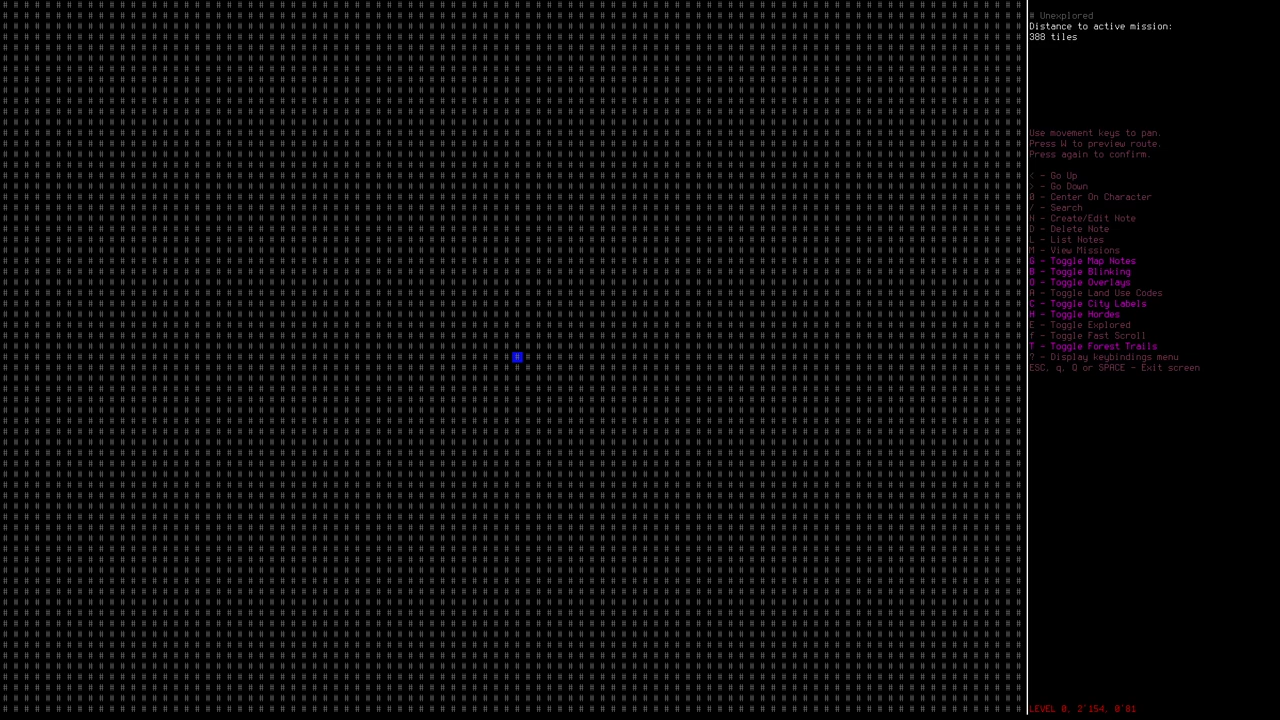 # Unexplored
Distance to active mission:
388 tiles
Use movement keys to pan.
Press W to preview route.
Press again to confirm.
< - Go Up
> - Go Down
0 - Center On Character
/ - Search
N - Create/Edit Note
D - Delete Note
L - List Notes
M - View Missions
G - Toggle Map Notes
B - Toggle Blinking
O - Toggle Overlays
A - Toggle Land Use Codes
C - Toggle City Labels
H - Toggle Hordes
E - Toggle Explored
f - Toggle Fast Scroll
T - Toggle Forest Trails
? - Display keybindings menu
ESC, q, Q or SPACE - Exit screen
LEVEL 0, 2'154, 0'81